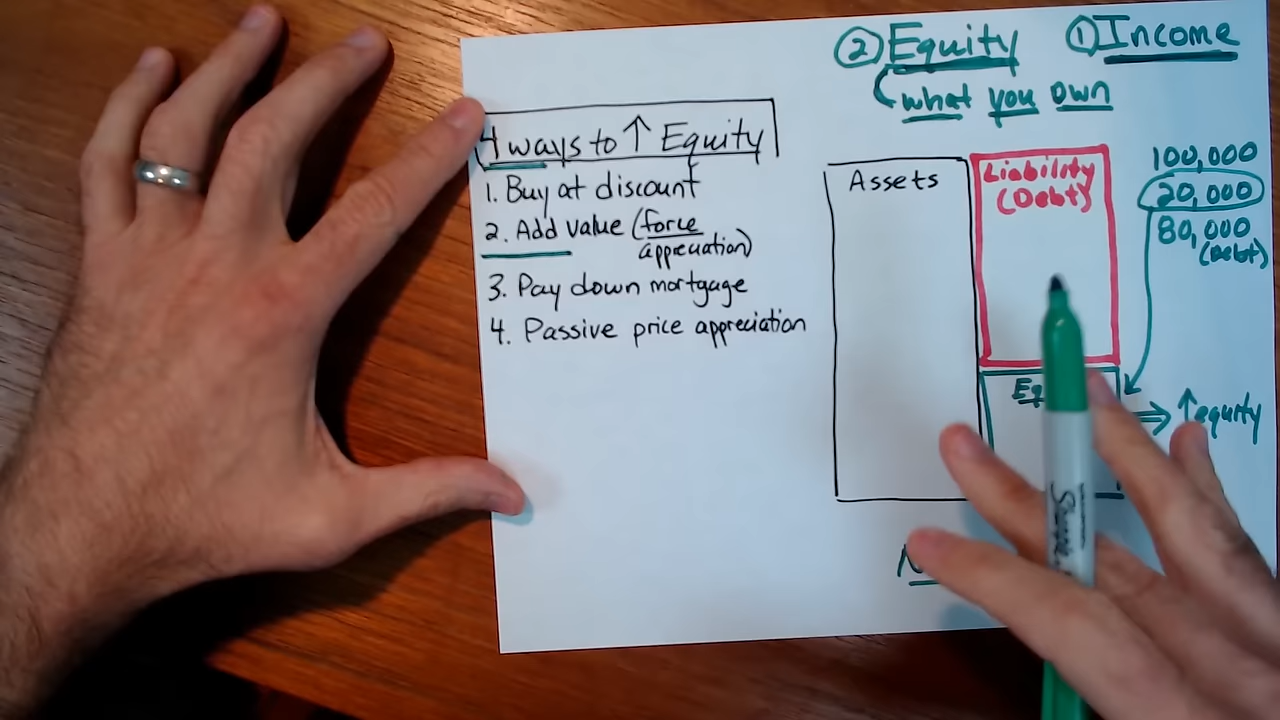 ② Equity ① Income
what you own
4 ways to ↑ Equity
1. Buy at discount
2. Add value (force
appreciation)
3. Pay down mortgage
4. Passive price appreciation
Assets
Liability
(Debt)
100,000
20,000
80,000
(Debt)
⇒ ↑ equity
Sharpie